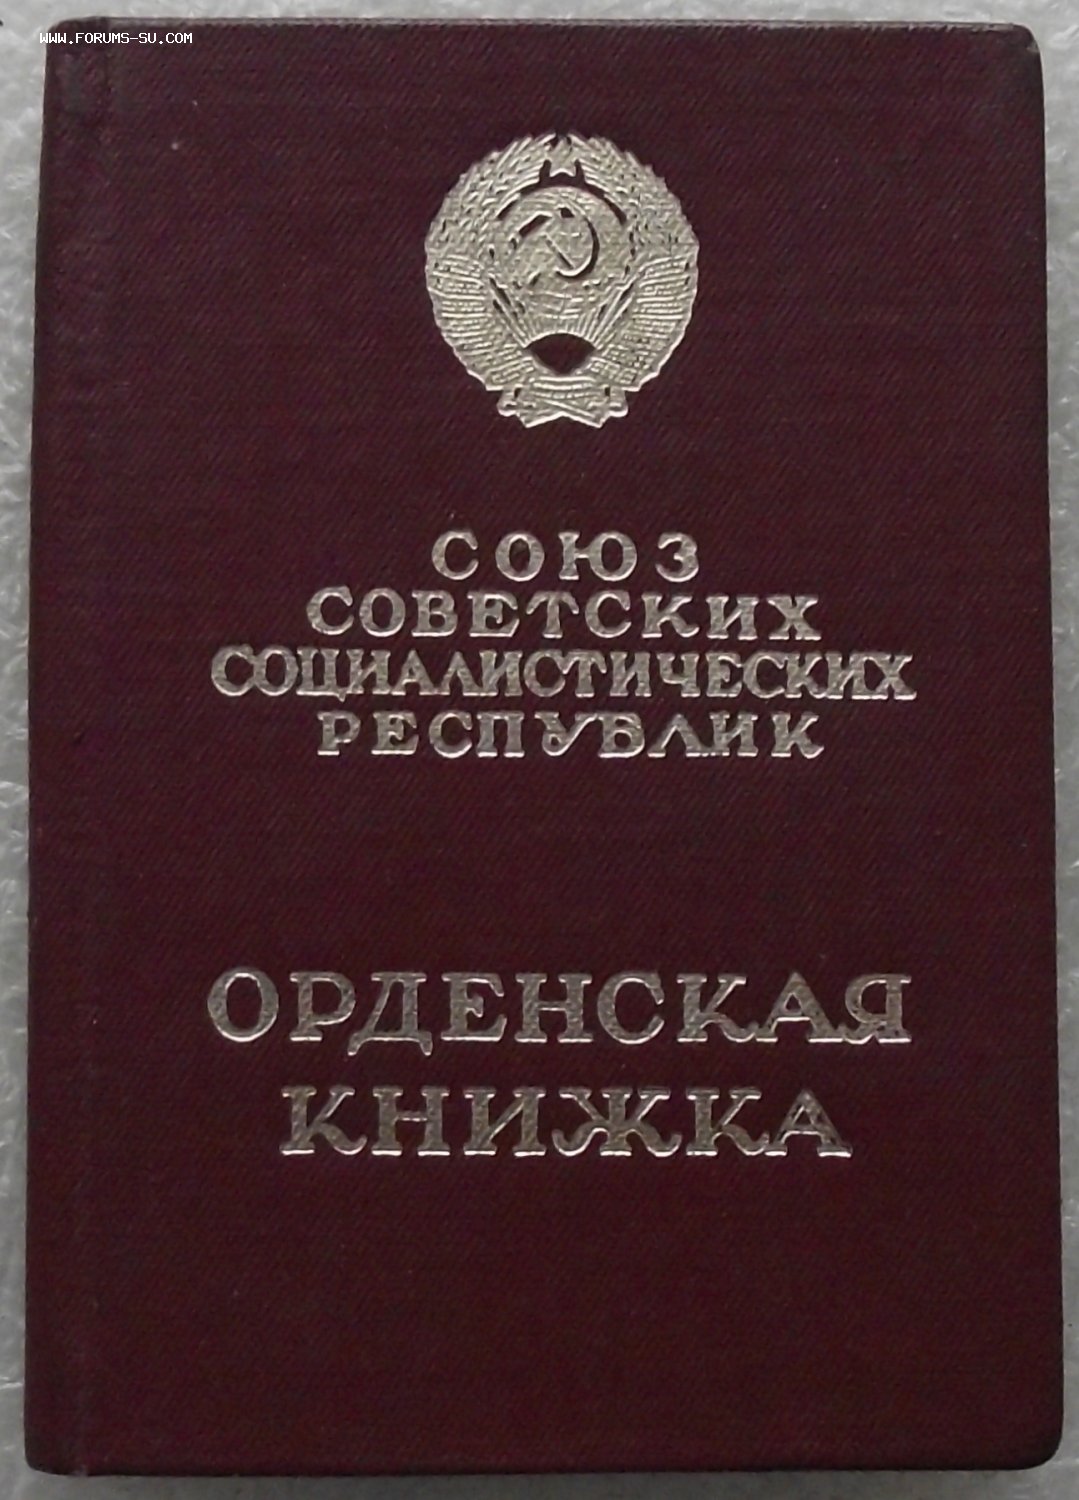 WWW.FORUMS-SU.COM
СОЮЗ
СОВЕТСКИХ
СОЦИАЛИСТИЧЕСКИХ
РЕСПУБЛИК
ОРДЕНСКАЯ
КНИЖКА